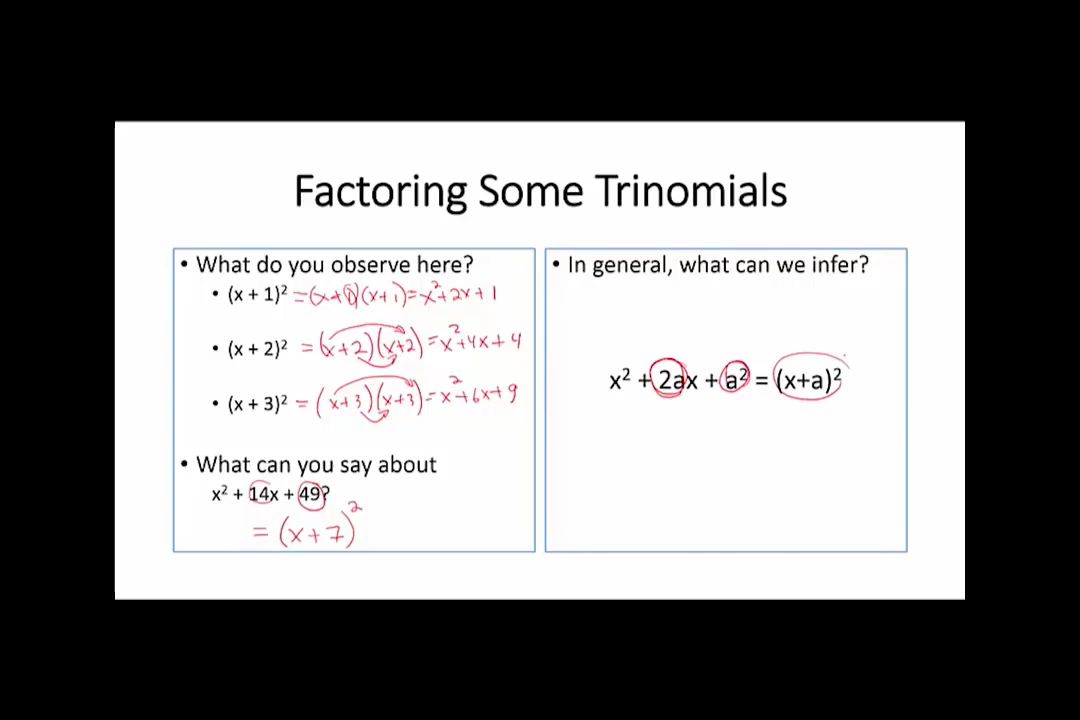 Factoring Some Trinomials
• What do you observe here?
• (x + 1)² = (x+1)(x+1) = x²+2x+1
• (x + 2)² = (x+2)(x+2) = x²+4x+4
• (x + 3)² = (x+3)(x+3) = x²+6x+9
• What can you say about
x² + 14x + 49?
= (x+7)²
• In general, what can we infer?
x² + 2ax + a² = (x+a)²